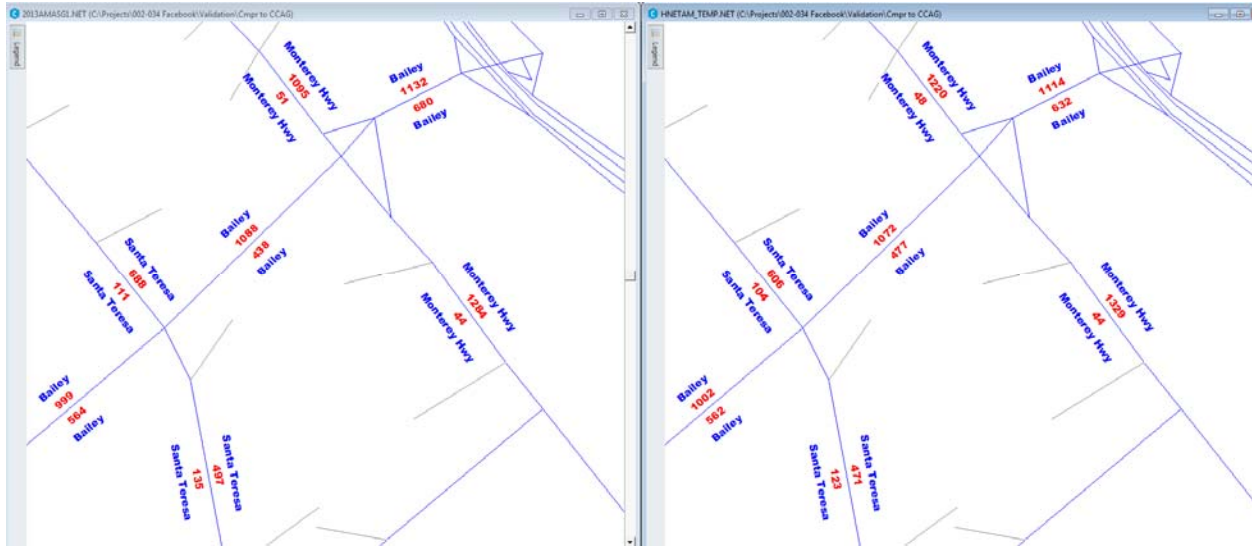 2013AMASGL.NET (C:\Projects\002-034 Facebook\Validation\Cmpr to CCAG)
Legend
Monterey Hwy
1095
51
Monterey Hwy
Bailey
1132
680
Bailey
Bailey
1088
438
Bailey
Santa Teresa
688
111
Santa Teresa
Monterey Hwy
1284
44
Monterey Hwy
Bailey
999
564
Bailey
Santa Teresa
497
135
Santa Teresa
HNETAM_TEMP.NET (C:\Projects\002-034 Facebook\Validation\Cmpr to CCAG)
Legend
Monterey Hwy
1220
48
Monterey Hwy
Bailey
1114
632
Bailey
Bailey
1072
477
Bailey
Santa Teresa
606
104
Santa Teresa
Monterey Hwy
1329
44
Monterey Hwy
Bailey
1002
562
Bailey
Santa Teresa
471
123
Santa Teresa